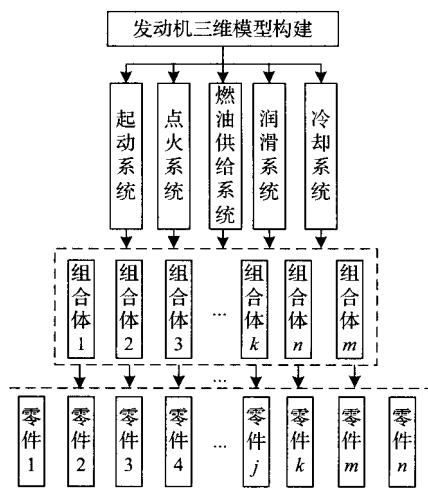 发动机三维模型构建
起动系统
点火系统
燃油供给系统
润滑系统
冷却系统
组合体1
组合体2
组合体3
...
组合体k
组合体n
组合体m
...
零件1
零件2
零件3
零件4
...
零件j
零件k
零件m
零件n